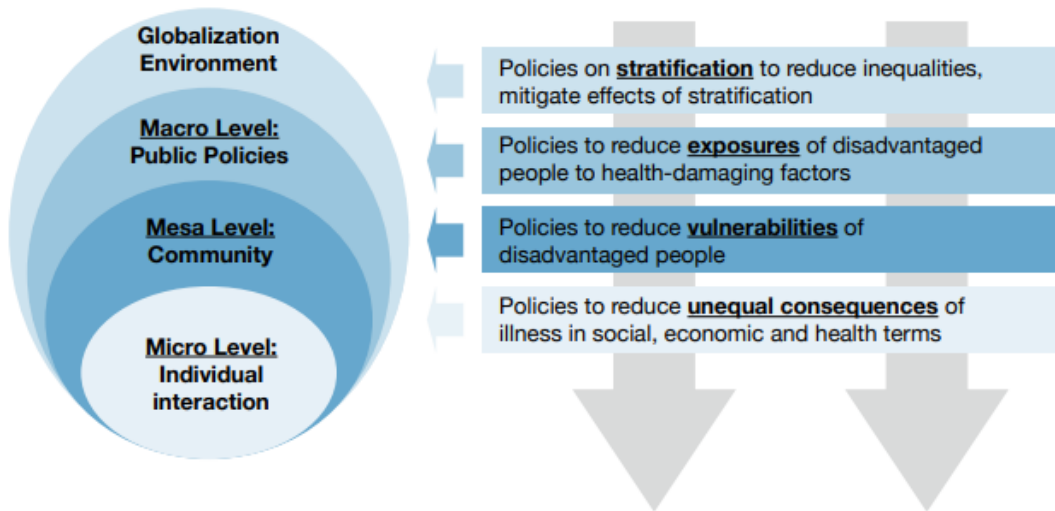 Globalization
Environment
Policies on stratification to reduce inequalities,
mitigate effects of stratification
Macro Level:
Public Policies
Policies to reduce exposures of disadvantaged
people to health-damaging factors
Mesa Level:
Community
Policies to reduce vulnerabilities of
disadvantaged people
Micro Level:
Individual
interaction
Policies to reduce unequal consequences of
illness in social, economic and health terms